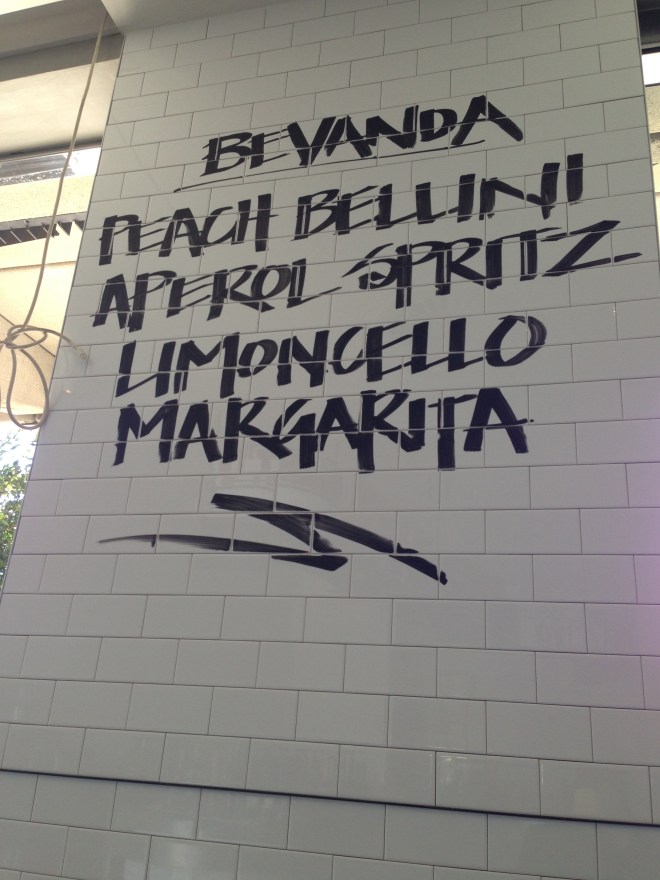 BEVANDA
PEACH BELLINI
APEROL SPRITZ
LIMONCELLO
MARGARITA